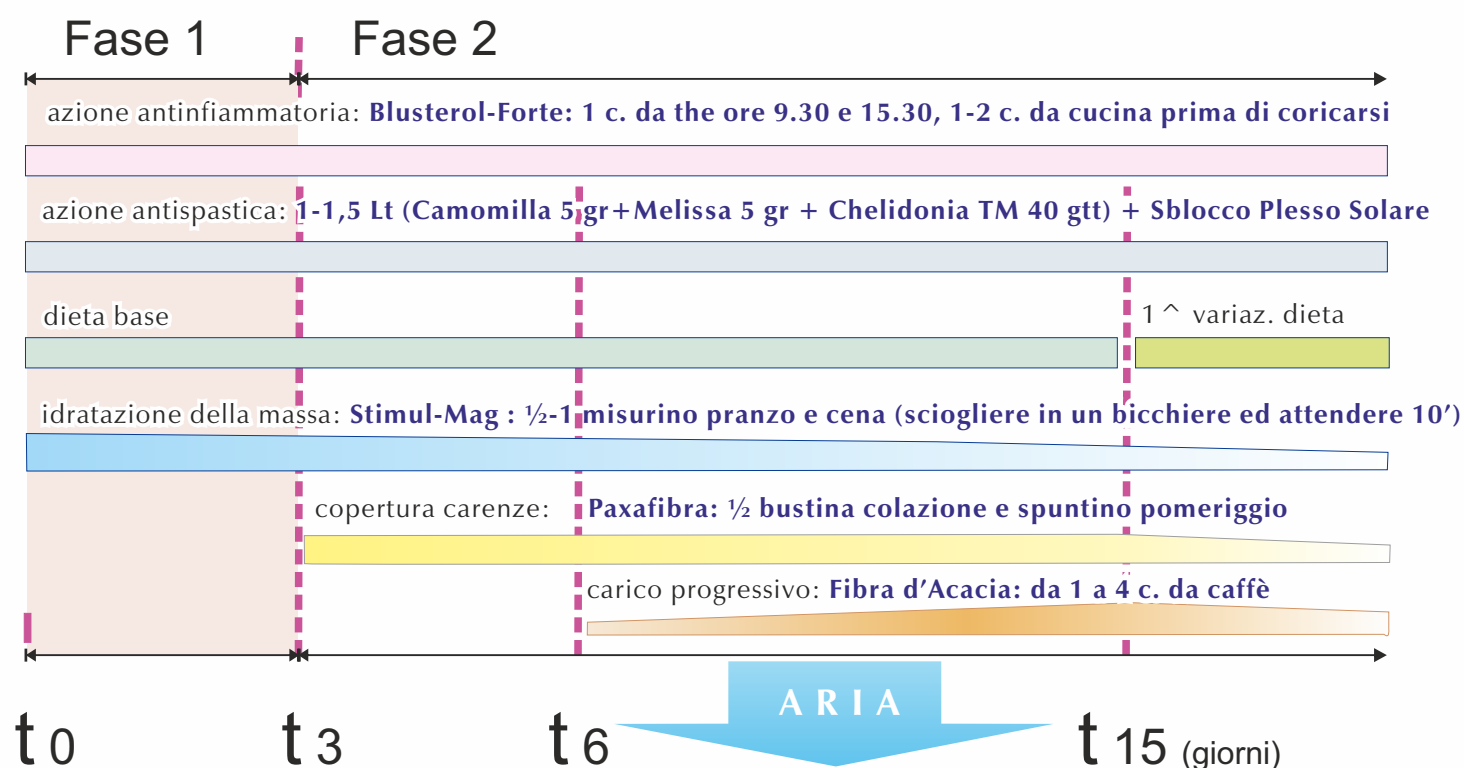 Fase 1
Fase 2
azione antinfiammatoria: Blusterol-Forte: 1 c. da the ore 9.30 e 15.30, 1-2 c. da cucina prima di coricarsi
azione antispastica: 1-1,5 Lt (Camomilla 5 gr+Melissa 5 gr + Chelidonia TM 40 gtt) + Sblocco Plesso Solare
dieta base
1^ variaz. dieta
idratazione della massa: Stimul-Mag : ½-1 misurino pranzo e cena (sciogliere in un bicchiere ed attendere 10’)
copertura carenze: Paxafibra: ½ bustina colazione e spuntino pomeriggio
carico progressivo: Fibra d’Acacia: da 1 a 4 c. da caffè
ARIA
t 0
t 3
t 6
t 15 (giorni)